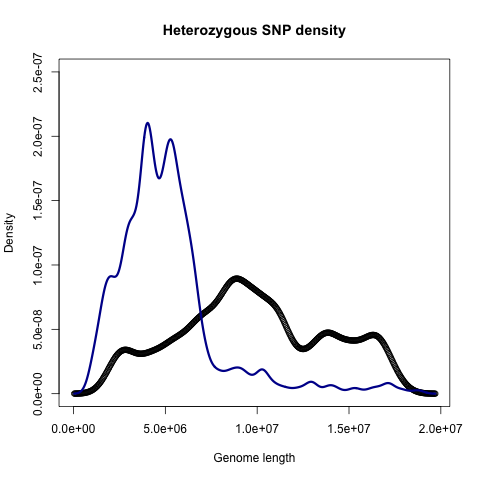 Heterozygous SNP density
Density
2.5e-07
2.0e-07
1.5e-07
1.0e-07
5.0e-08
0.0e+00
0.0e+00 5.0e+06 1.0e+07 1.5e+07 2.0e+07
Genome length